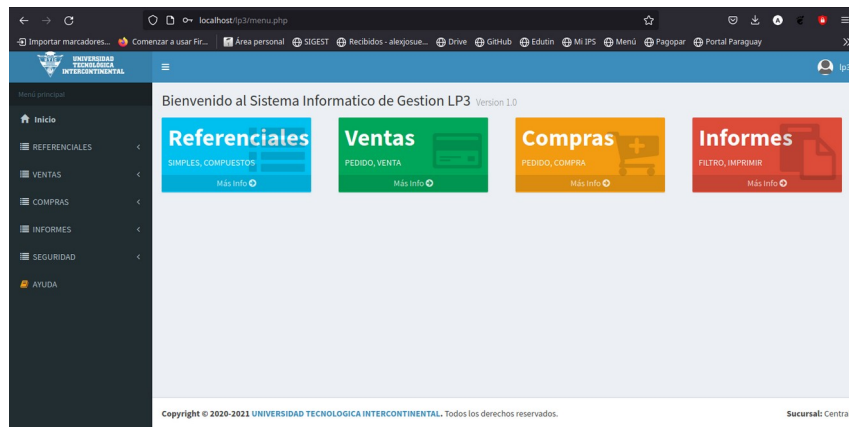 localhost/lp3/menu.php
Importar marcadores... Comenzar a usar Fir... Área personal SIGEST Recibidos - alexjosue... Drive GitHub Edutin Mi IPS Menú Pagopar Portal Paraguay
UNIVERSIDAD
TECNOLÓGICA
INTERCONTINENTAL
lp3
Menú principal
Bienvenido al Sistema Informatico de Gestion LP3 Version 1.0
Inicio
REFERENCIALES
VENTAS
COMPRAS
INFORMES
SEGURIDAD
AYUDA
Referenciales
SIMPLES, COMPUESTOS
Más Info
Ventas
PEDIDO, VENTA
Más Info
Compras
PEDIDO, COMPRA
Más Info
Informes
FILTRO, IMPRIMIR
Más Info
Copyright © 2020-2021 UNIVERSIDAD TECNOLOGICA INTERCONTINENTAL. Todos los derechos reservados.
Sucursal: Centra